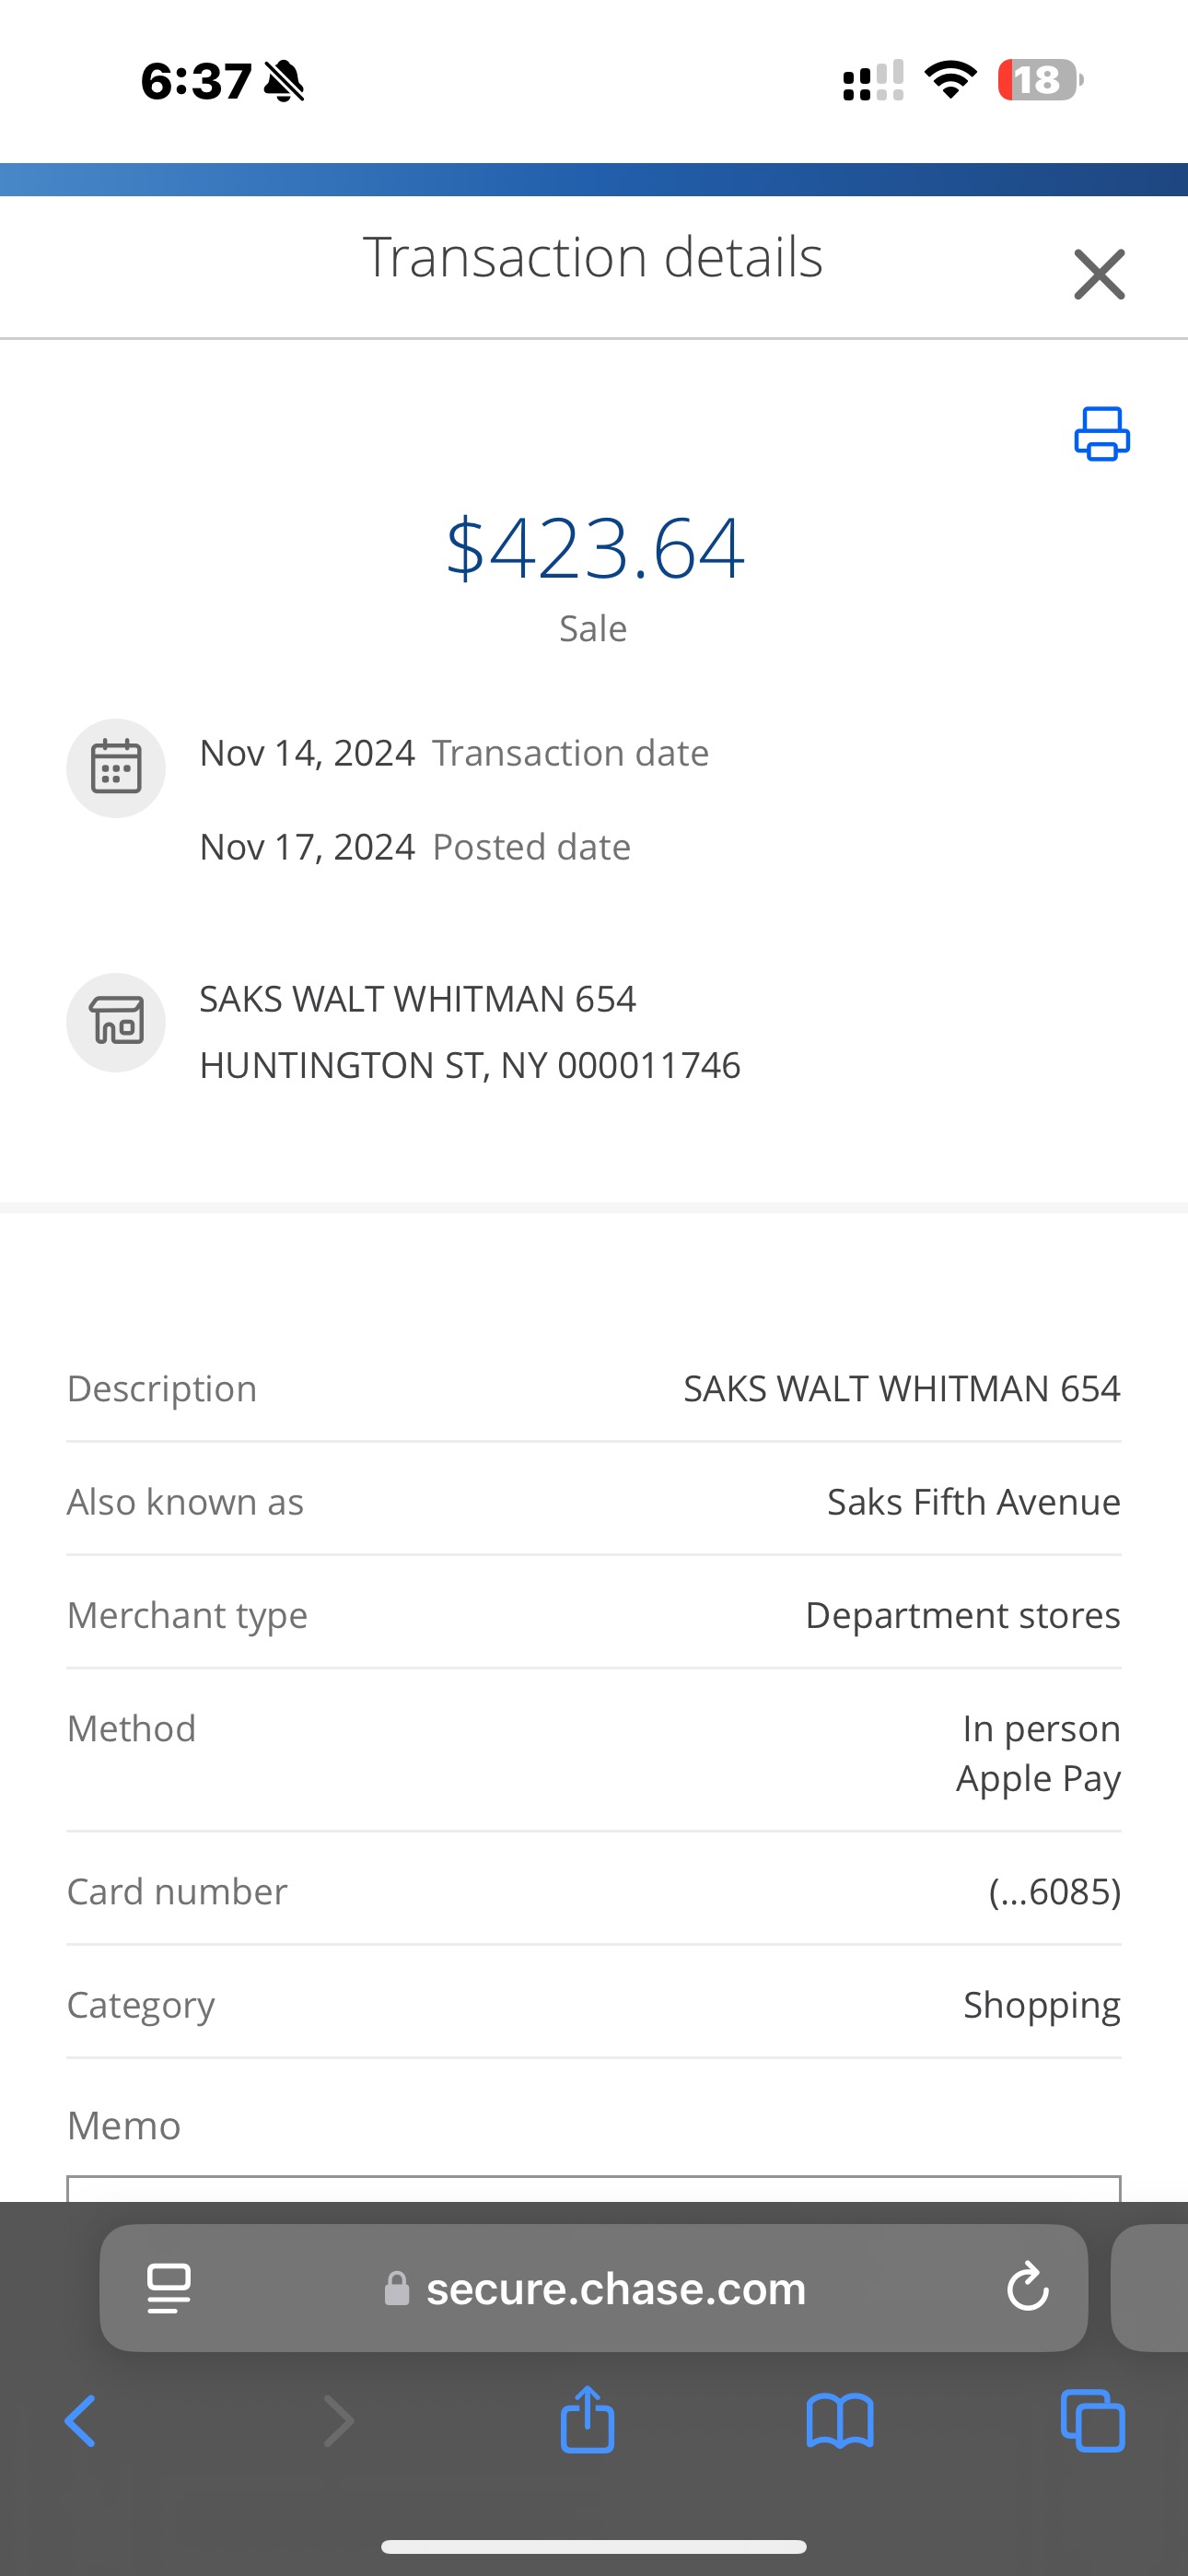 6:37
18
Transaction details
$423.64
Sale
Nov 14, 2024 Transaction date
Nov 17, 2024 Posted date
SAKS WALT WHITMAN 654
HUNTINGTON ST, NY 000011746
Description SAKS WALT WHITMAN 654
Also known as Saks Fifth Avenue
Merchant type Department stores
Method In person
Apple Pay
Card number (...6085)
Category Shopping
Memo
secure.chase.com